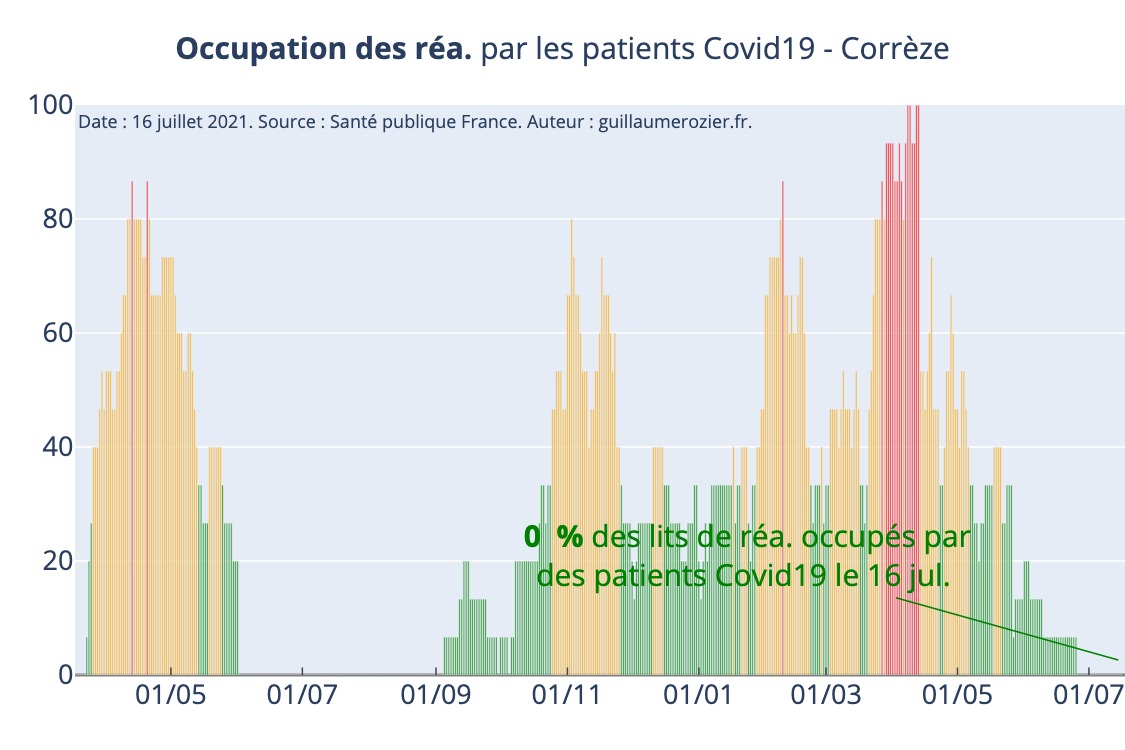 Occupation des réa. par les patients Covid19 - Corrèze
100
Date : 16 juillet 2021. Source : Santé publique France. Auteur : guillaumerozier.fr.
80
60
40
0 % des lits de réa. occupés par
des patients Covid19 le 16 jul.
20
0
01/05 01/07 01/09 01/11 01/01 01/03 01/05 01/07